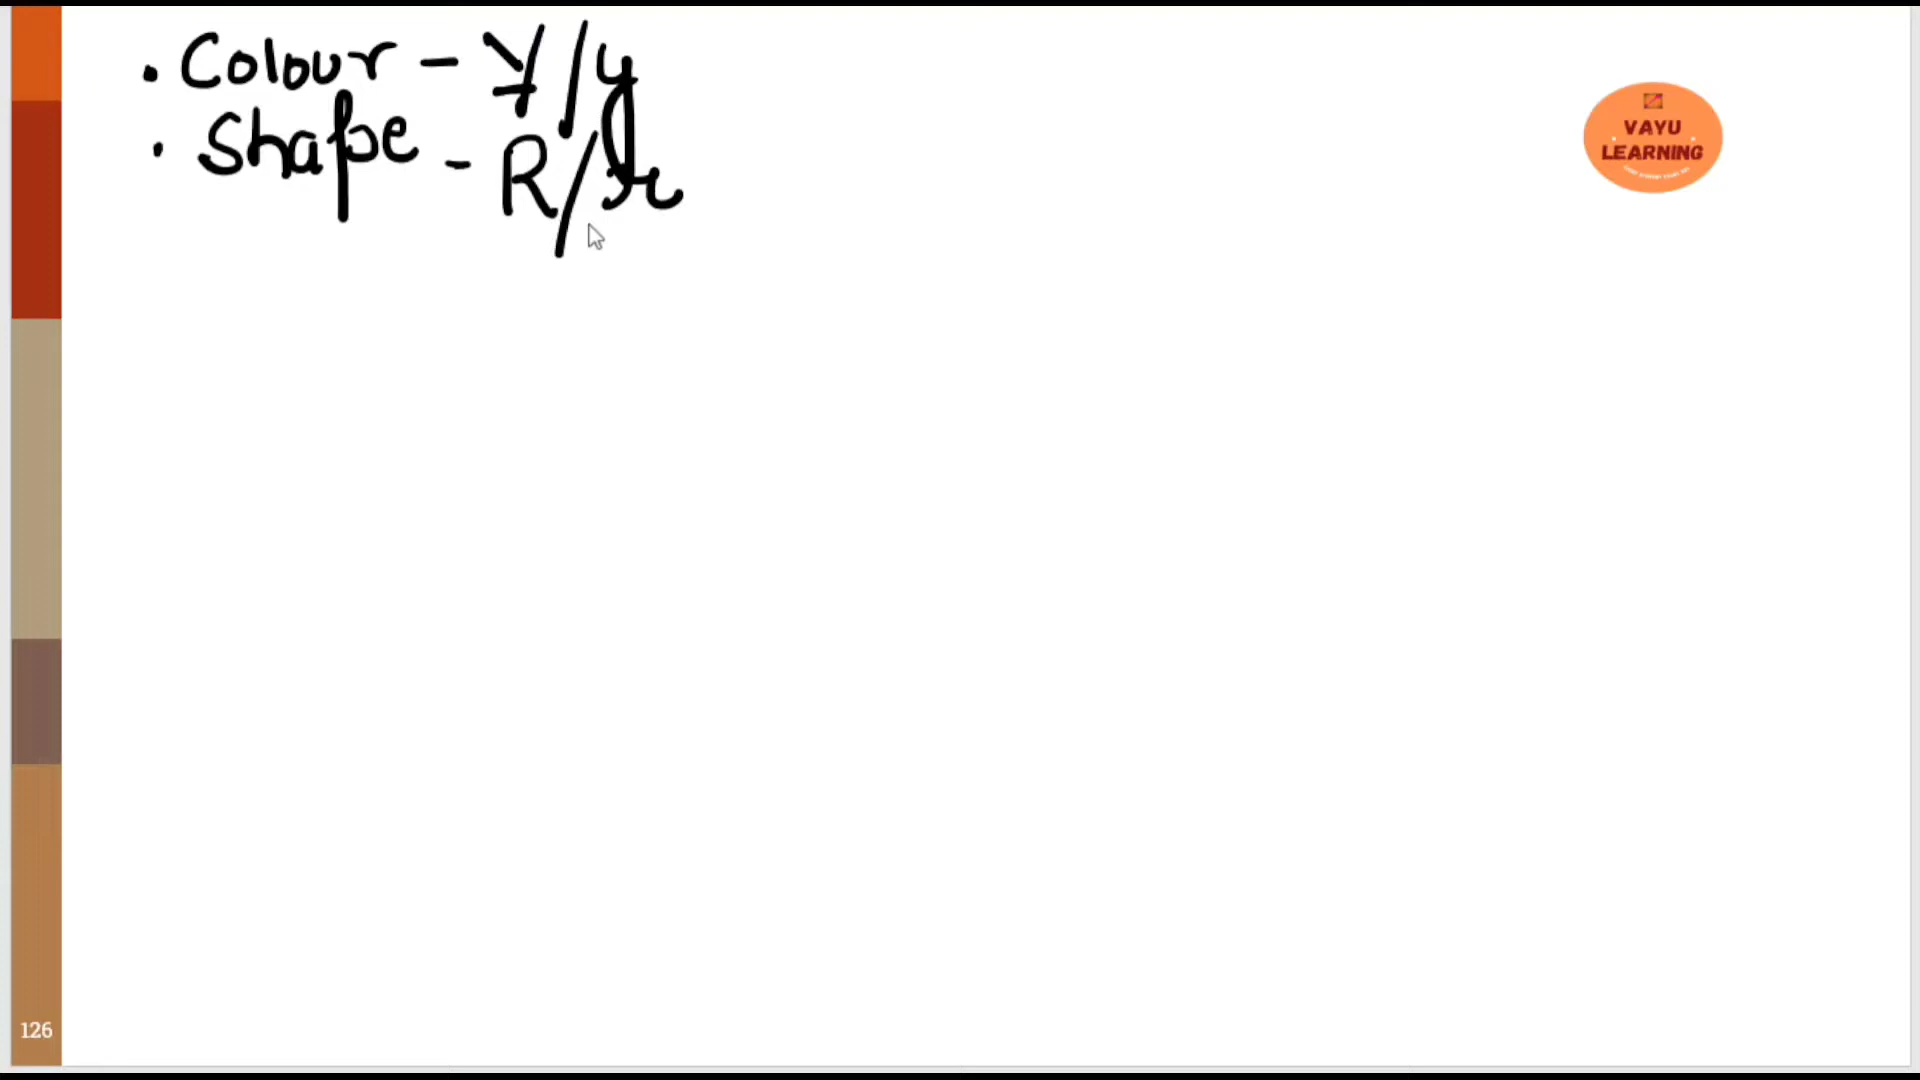 • Colour - Y/y
• Shape - R/r
VAYU
LEARNING
126